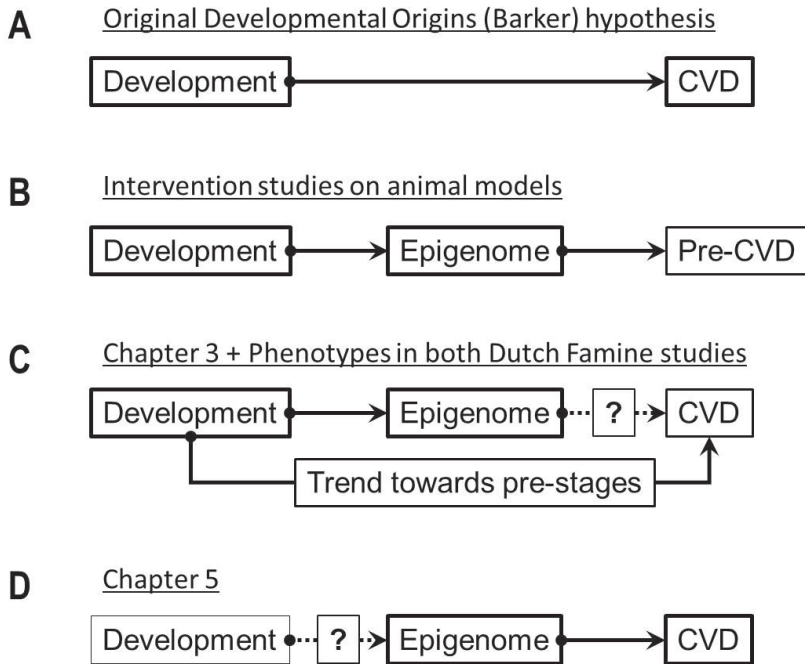 A Original Developmental Origins (Barker) hypothesis
Development CVD
B Intervention studies on animal models
Development Epigenome Pre-CVD
C Chapter 3 + Phenotypes in both Dutch Famine studies
Development Epigenome ? CVD
Trend towards pre-stages
D Chapter 5
Development ? Epigenome CVD